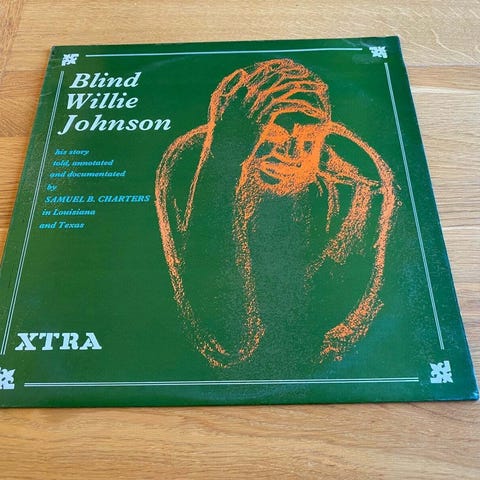 Blind
Willie
Johnson
his story
told, annotated
and documentated
by
SAMUEL B. CHARTERS
in Louisiana
and Texas
XTRA